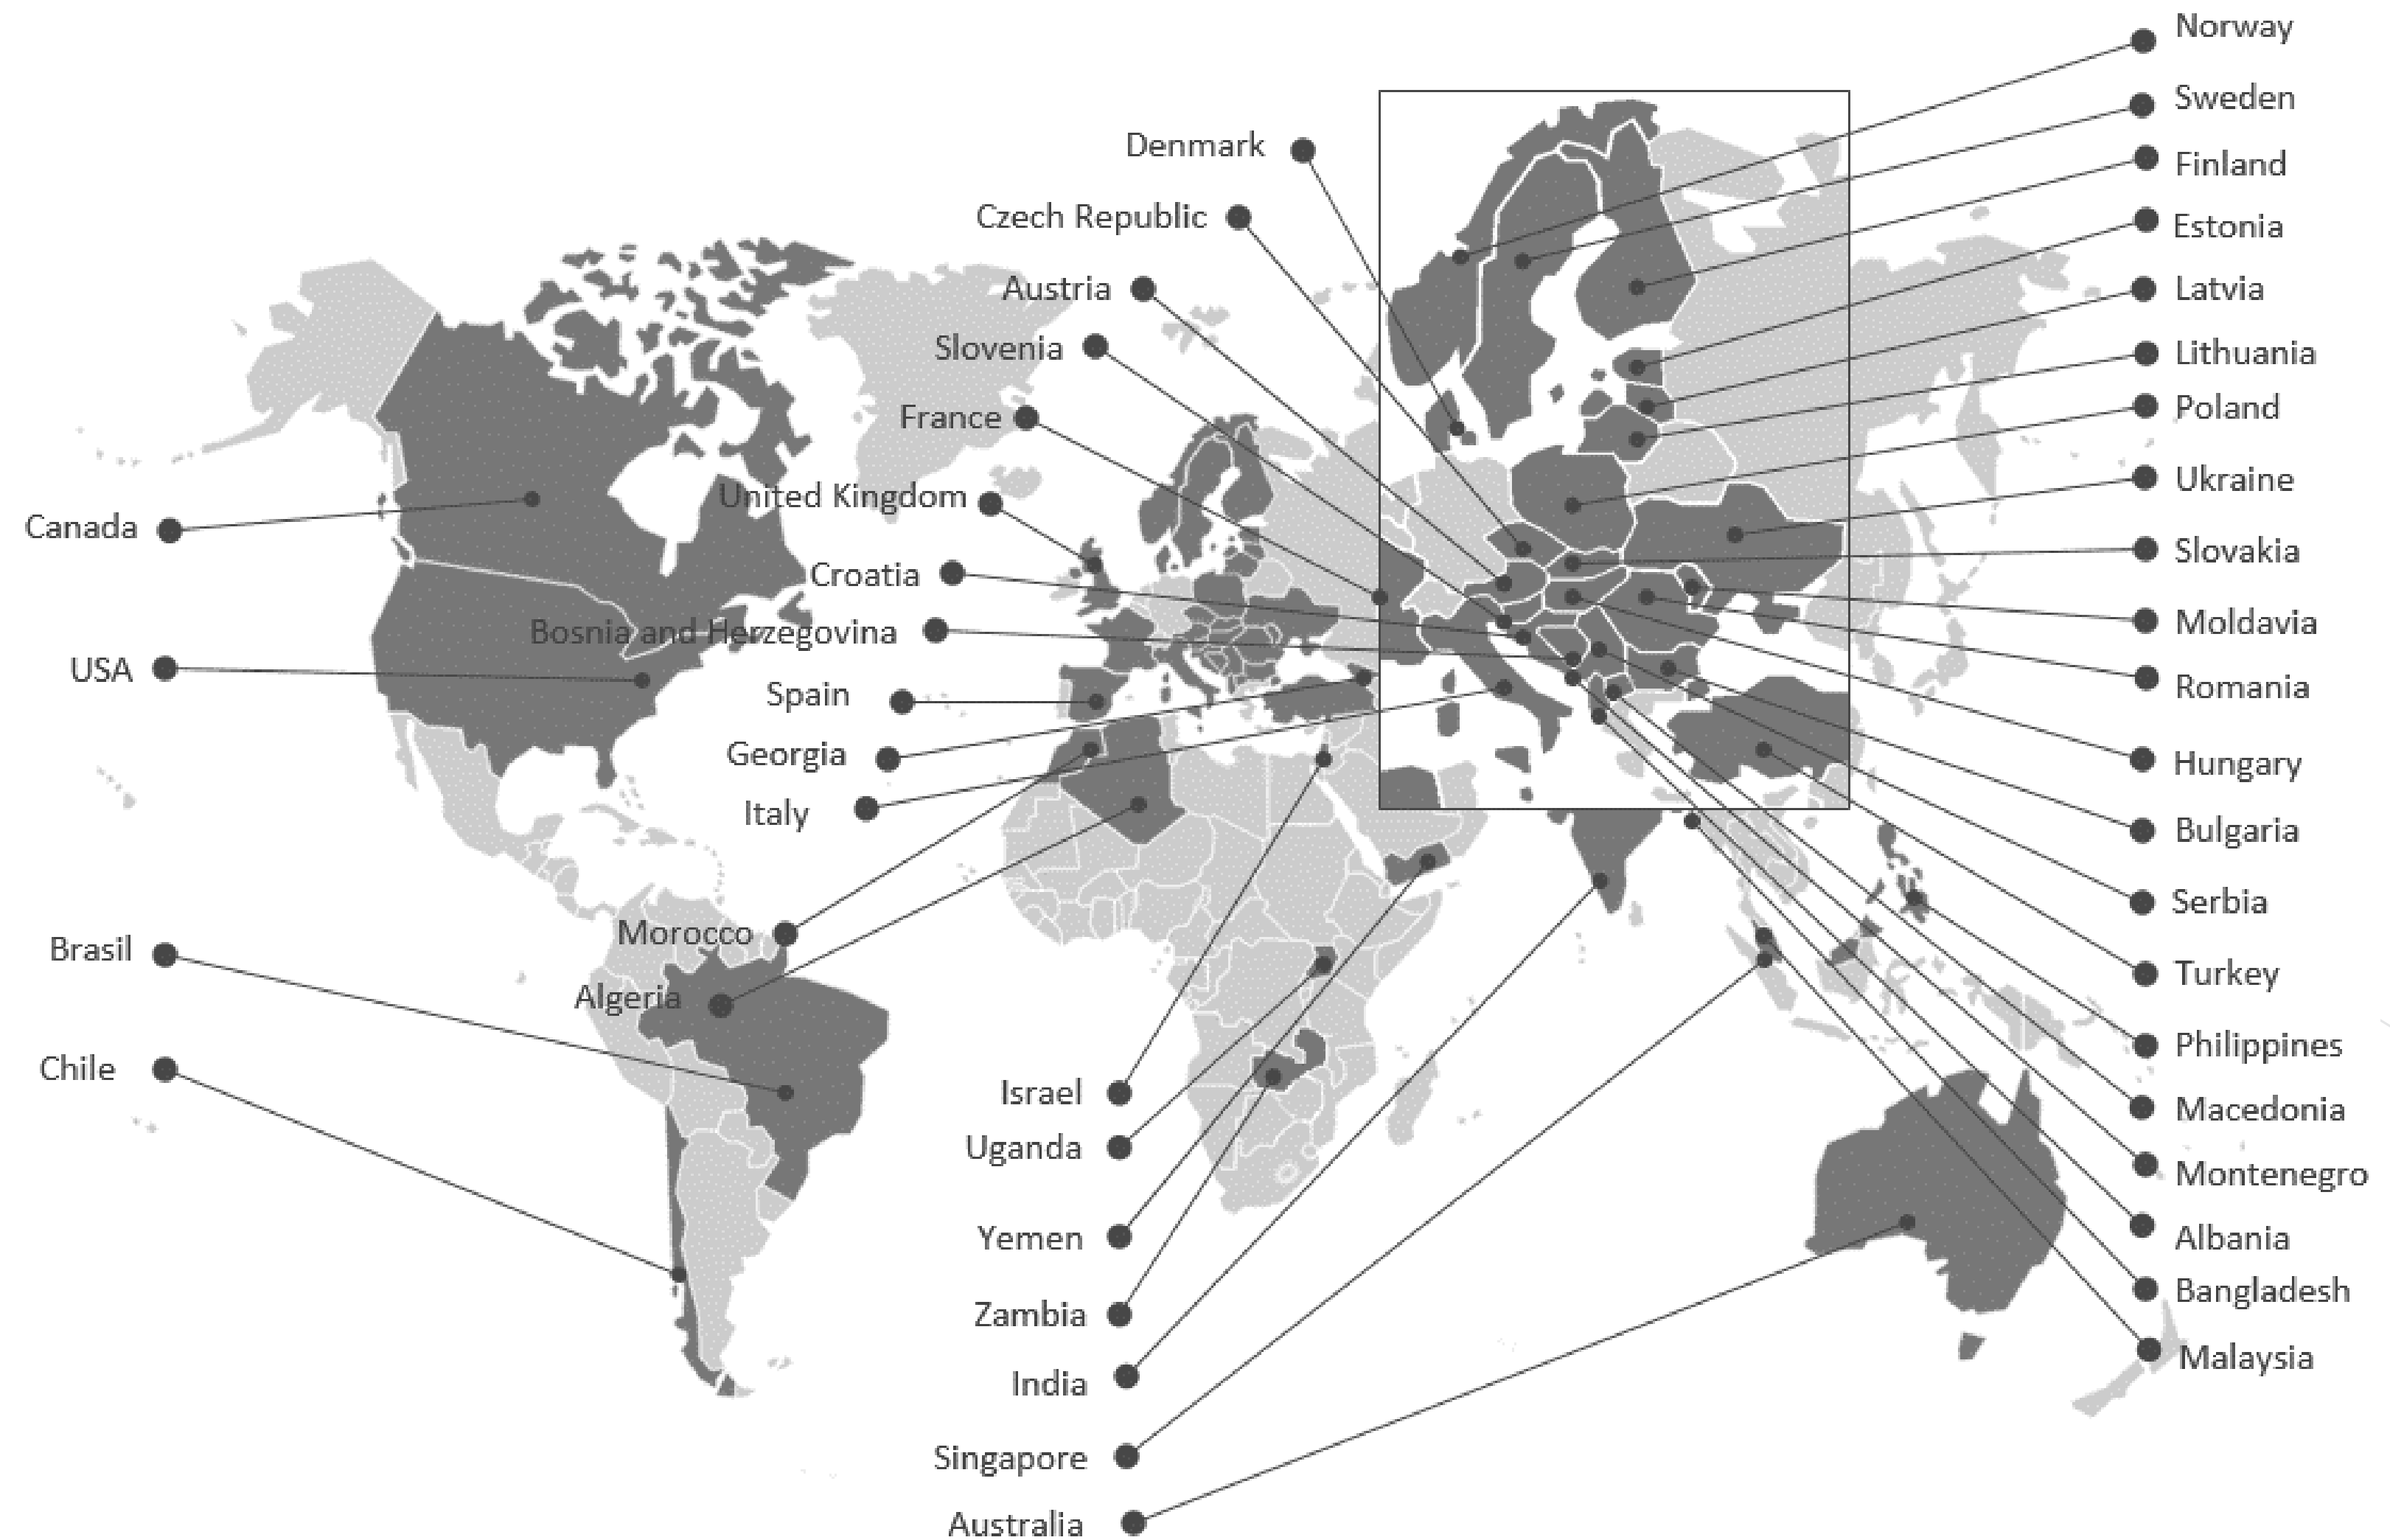 Norway
Sweden
Denmark
Finland
Czech Republic
Estonia
Austria
Latvia
Slovenia
Lithuania
France
Poland
Ukraine
United Kingdom
Canada
Slovakia
Croatia
Moldavia
Bosnia and Herzegovina
USA
Romania
Spain
Georgia
Hungary
Italy
Bulgaria
Serbia
Morocco
Brasil
Turkey
Algeria
Philippines
Chile
Israel
Macedonia
Uganda
Montenegro
Yemen
Albania
Bangladesh
Zambia
Malaysia
India
Singapore
Australia